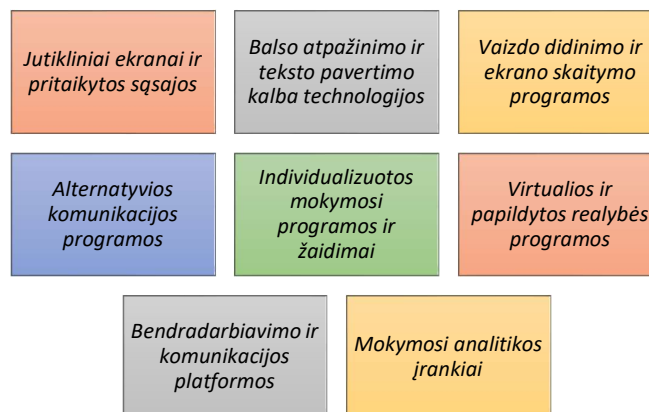 Jutikliniai ekranai ir
pritaikytos sąsajos
Balso atpažinimo ir
teksto pavertimo
kalba technologijos
Vaizdo didinimo ir
ekrano skaitymo
programos
Alternatyvios
komunikacijos
programos
Individualizuotos
mokymosi
programos ir
žaidimai
Virtualios ir
papildytos realybės
programos
Bendradarbiavimo ir
komunikacijos
platformos
Mokymosi analitikos
įrankiai